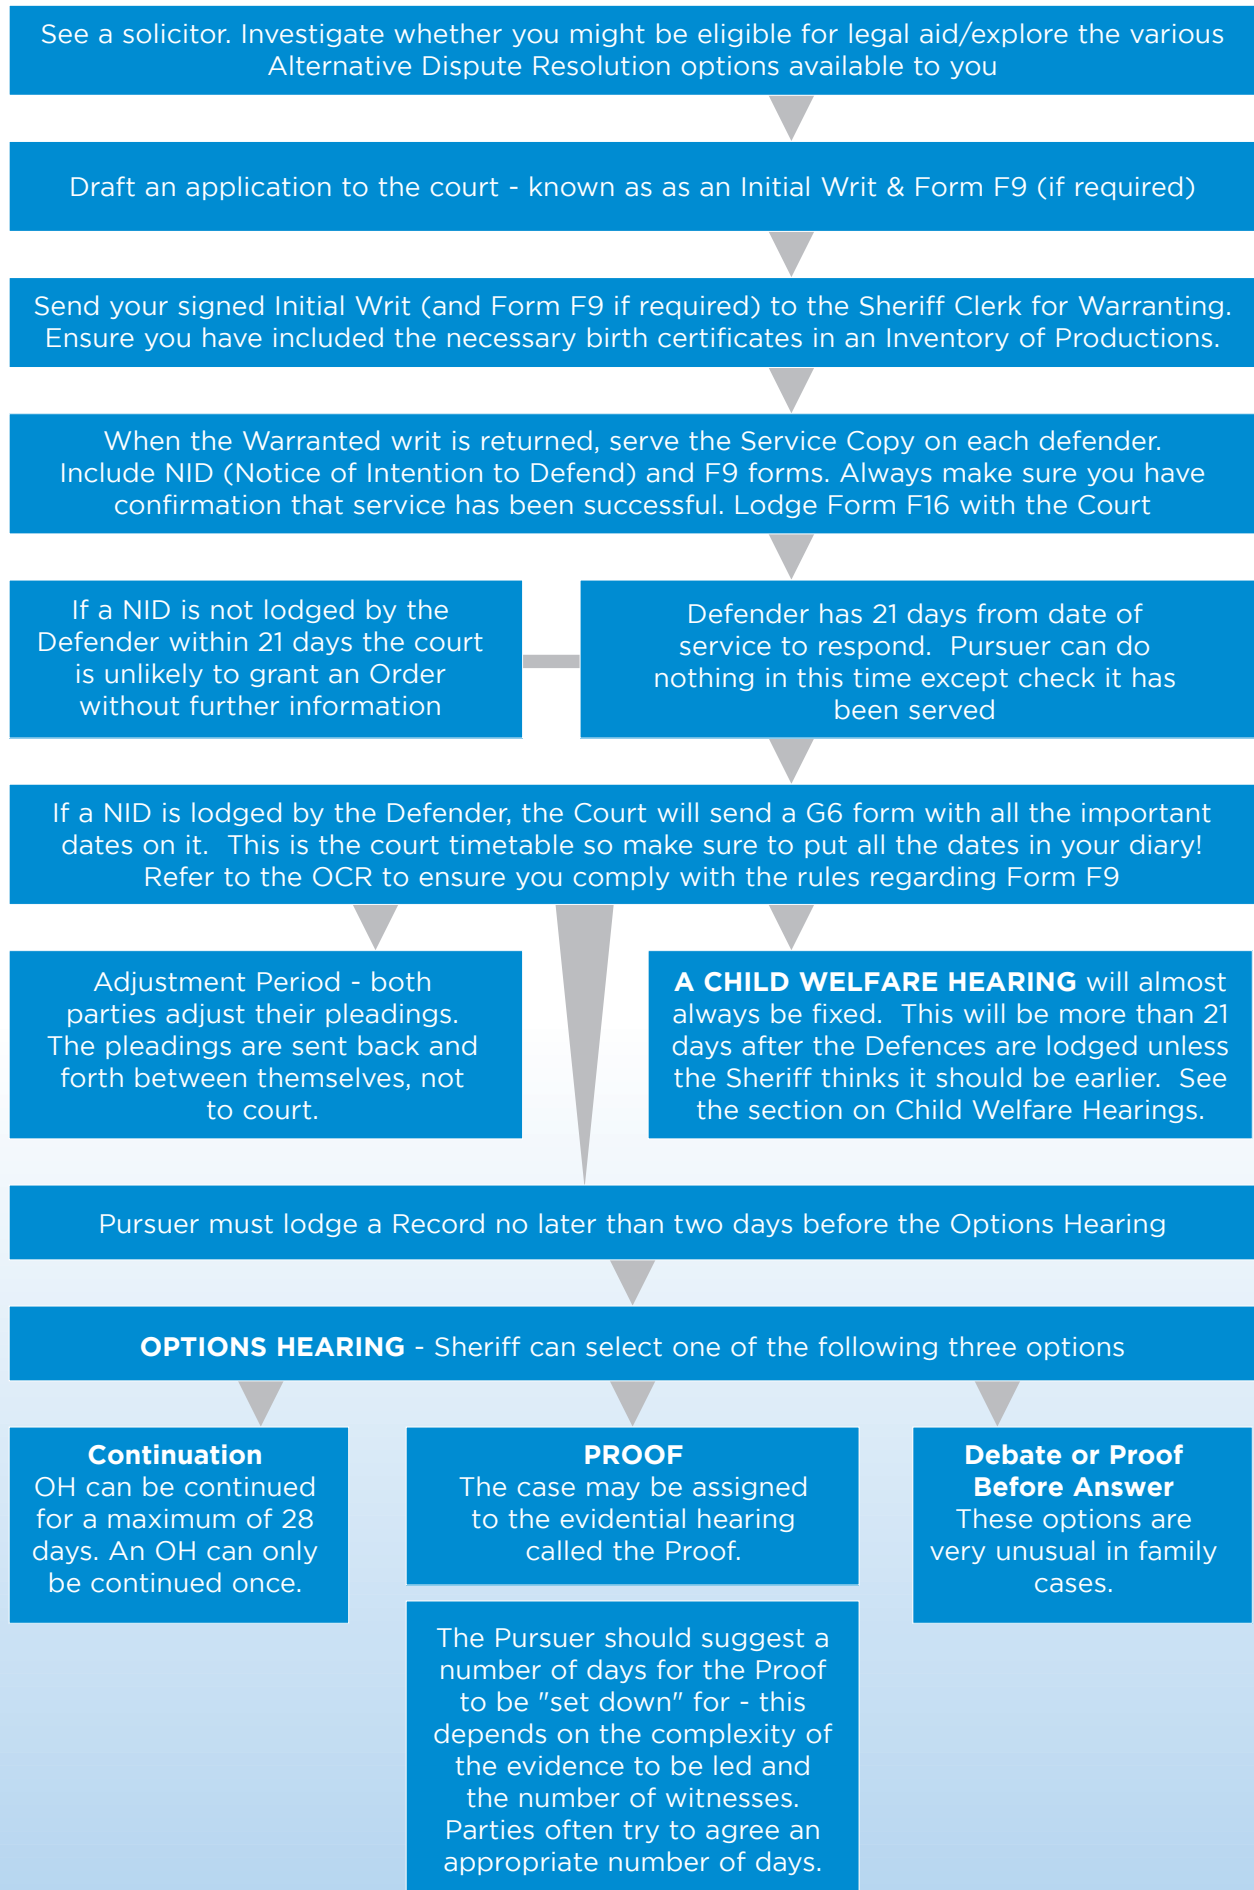 See a solicitor. Investigate whether you might be eligible for legal aid/explore the various
Alternative Dispute Resolution options available to you
Draft an application to the court - known as as an Initial Writ & Form F9 (if required)
Send your signed Initial Writ (and Form F9 if required) to the Sheriff Clerk for Warranting.
Ensure you have included the necessary birth certificates in an Inventory of Productions.
When the Warranted writ is returned, serve the Service Copy on each defender.
Include NID (Notice of Intention to Defend) and F9 forms. Always make sure you have
confirmation that service has been successful. Lodge Form F16 with the Court
If a NID is not lodged by the
Defender within 21 days the court
is unlikely to grant an Order
without further information
Defender has 21 days from date of
service to respond.  Pursuer can do
nothing in this time except check it has
been served
If a NID is lodged by the Defender, the Court will send a G6 form with all the important
dates on it.  This is the court timetable so make sure to put all the dates in your diary!
Refer to the OCR to ensure you comply with the rules regarding Form F9
Adjustment Period - both
parties adjust their pleadings.
The pleadings are sent back and
forth between themselves, not
to court.
A CHILD WELFARE HEARING will almost
always be fixed.  This will be more than 21
days after the Defences are lodged unless
the Sheriff thinks it should be earlier.  See
the section on Child Welfare Hearings.
Pursuer must lodge a Record no later than two days before the Options Hearing
OPTIONS HEARING - Sheriff can select one of the following three options
Continuation
OH can be continued
for a maximum of 28
days. An OH can only
be continued once.
PROOF
The case may be assigned
to the evidential hearing
called the Proof.
The Pursuer should suggest a
number of days for the Proof
to be "set down" for - this
depends on the complexity of
the evidence to be led and
the number of witnesses.
Parties often try to agree an
appropriate number of days.
Debate or Proof
Before Answer
These options are
very unusual in family
cases.